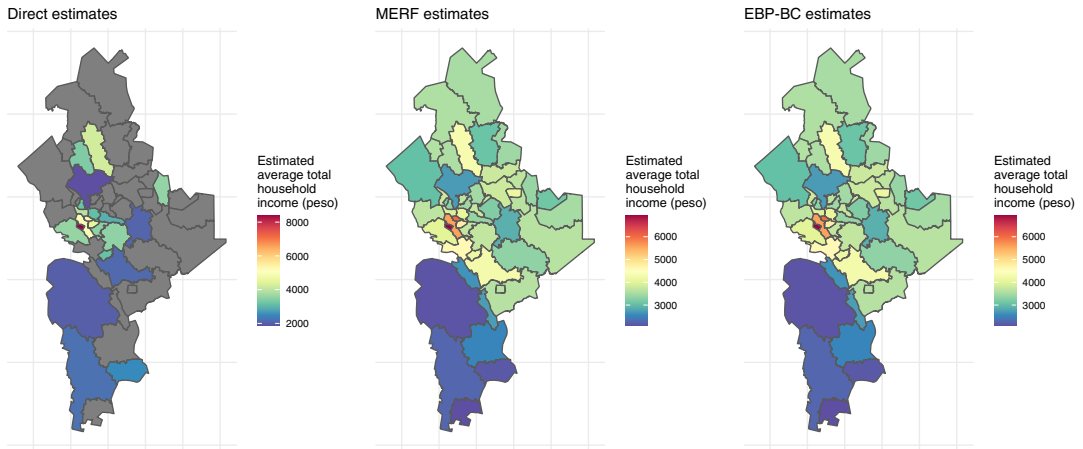 Direct estimates
Estimated
average total
household
income (peso)
8000
6000
4000
2000
MERF estimates
Estimated
average total
household
income (peso)
6000
5000
4000
3000
EBP-BC estimates
Estimated
average total
household
income (peso)
6000
5000
4000
3000